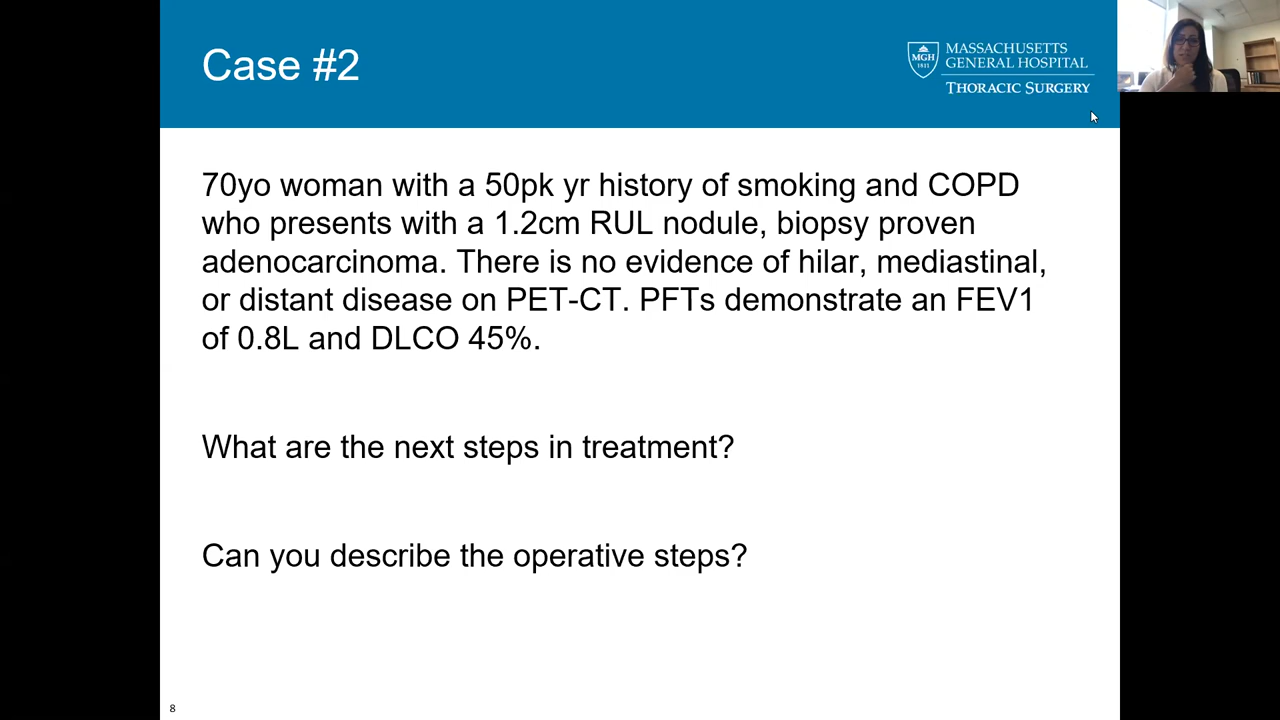 Case #2
MGH
1811
MASSACHUSETTS
GENERAL HOSPITAL
THORACIC SURGERY
70yo woman with a 50pk yr history of smoking and COPD
who presents with a 1.2cm RUL nodule, biopsy proven
adenocarcinoma. There is no evidence of hilar, mediastinal,
or distant disease on PET-CT. PFTs demonstrate an FEV1
of 0.8L and DLCO 45%.
What are the next steps in treatment?
Can you describe the operative steps?
8